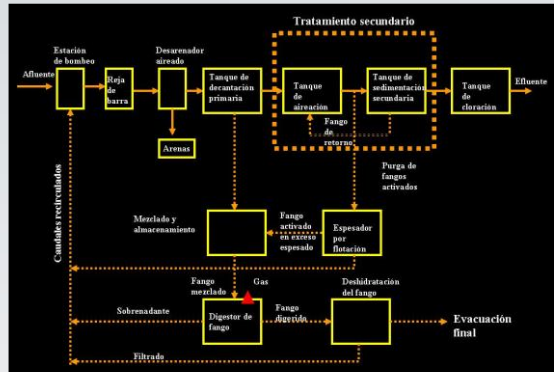 Tratamiento secundario
Estación
de bombeo
Desarenador
aireado
Afluente
Reja
de
barra
Tanque de
decantación
primaria
Tanque
de
aireación
Tanque de
sedimentación
secundaria
Tanque
de
cloración
Efluente
Fango
de
retorno
Arenas
Purga de
fangos
activados
Caudales recirculados
Mezclado y
almacenamiento
Fango
activado
en exceso
espesado
Espesador
por
flotación
Fango
mezclado
Gas
Deshidratación
del fango
Sobrenadante
Digestor de
fango
Fango
digerido
Evacuación
final
Filtrado